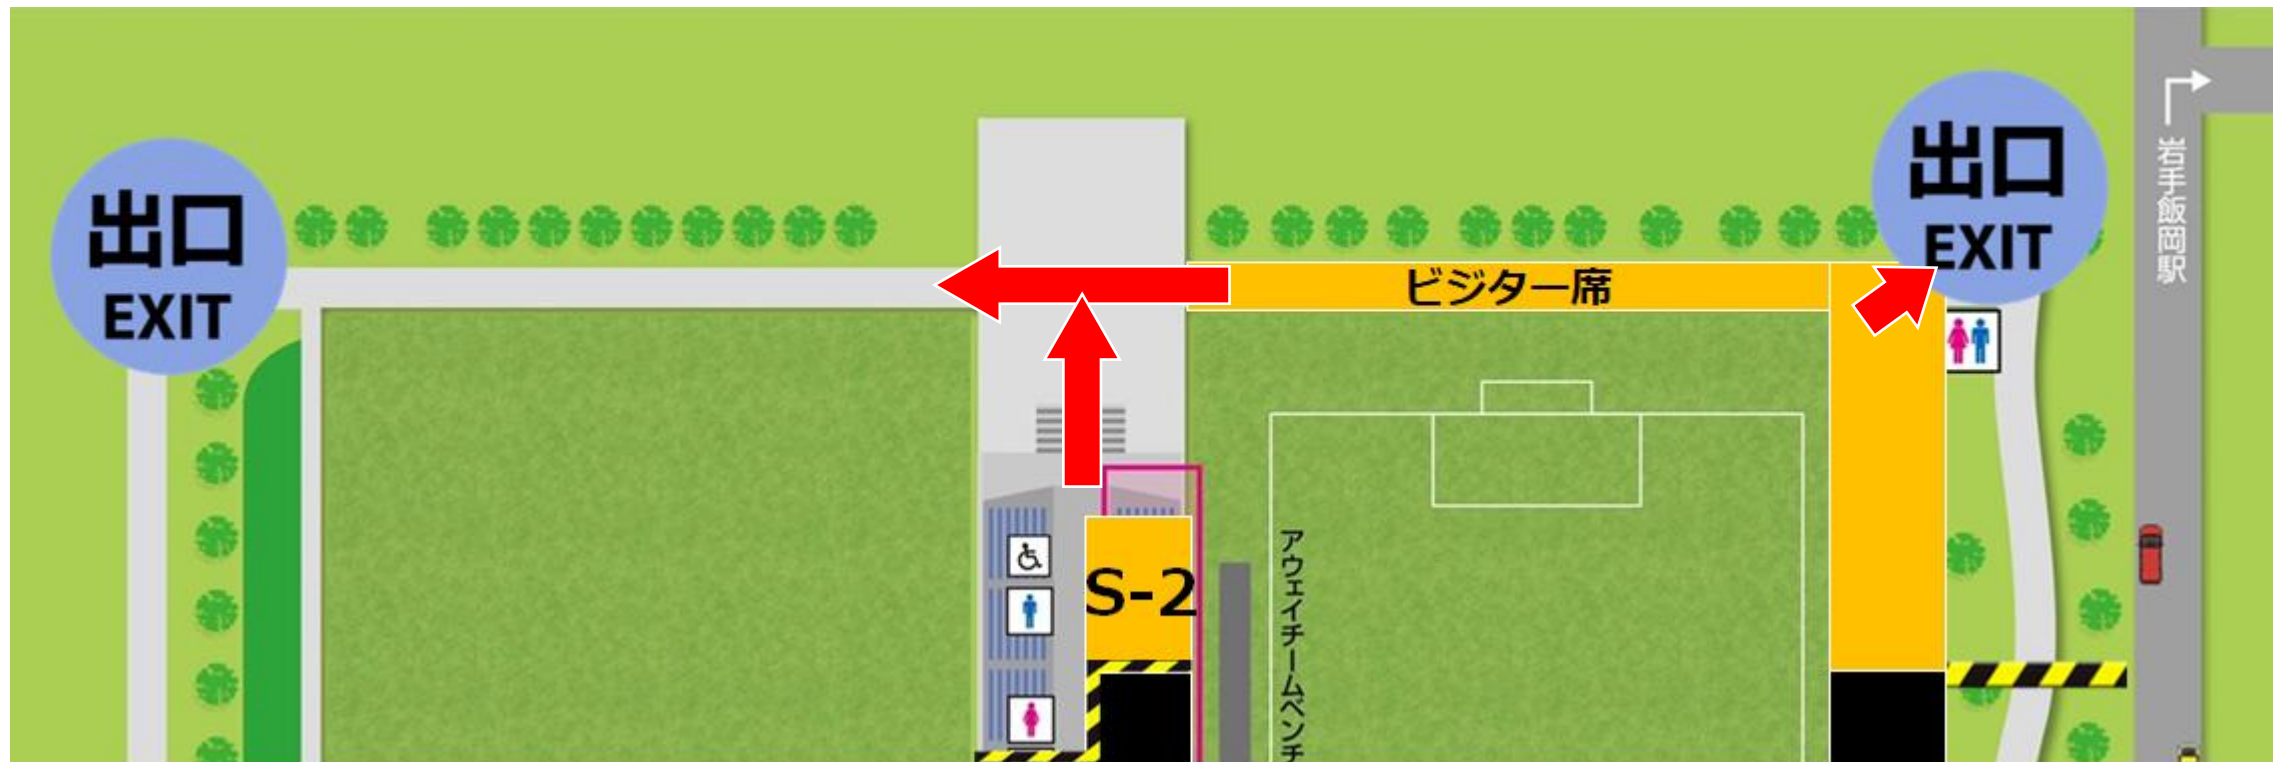 出口
EXIT
出口
EXIT
岩手飯岡駅
ビジター席
S-2
アウェイチームベンチ